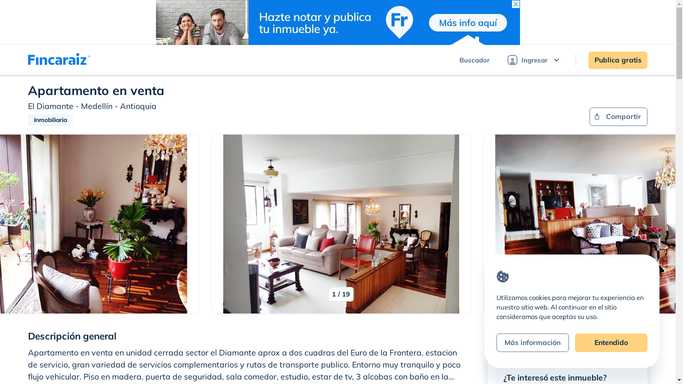 Hazte notar y publica
tu inmueble ya.
Fr
Más info aquí
Fincaraíz
Buscador
Ingresar
Publica gratis
Apartamento en venta
El Diamante - Medellín - Antioquia
Inmobiliaria
Compartir
1 / 19
Utilizamos cookies para mejorar tu experiencia en
nuestro sitio web. Al continuar en el sitio
consideramos que aceptas su uso.
Más información
Entendido
Descripción general
Apartamento en venta en unidad cerrada sector el Diamante aprox a dos cuadras del Euro de la Frontera, estacion
de servicio, gran variedad de servicios complementarios y rutas de transporte publico. Entorno muy tranquilo y poco
flujo vehicular. Piso en madera, puerta de seguridad, sala comedor, estudio, estar de tv, 3 alcobas con baño en la...
¿Te interesó este inmueble?